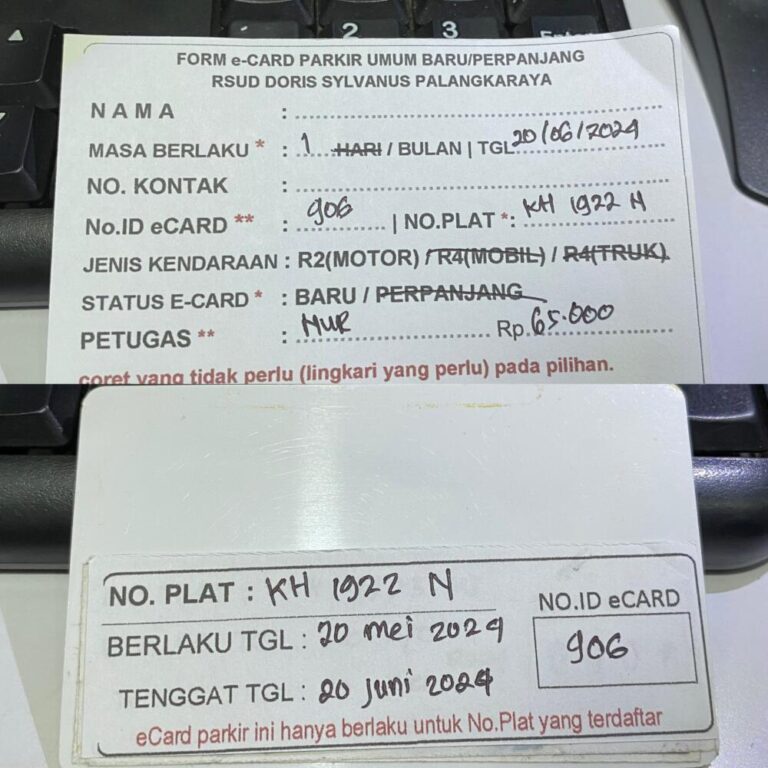 2 3 Enter
FORM e-CARD PARKIR UMUM BARU/PERPANJANG
RSUD DORIS SYLVANUS PALANGKARAYA
NAMA :
MASA BERLAKU * : 1 HARI / BULAN | TGL 20/06/2024
NO. KONTAK :
No.ID eCARD ** : 906 | NO.PLAT *: KH 1922 N
JENIS KENDARAAN : R2(MOTOR) / R4(MOBIL) / R4(TRUK)
STATUS E-CARD * : BARU / PERPANJANG
PETUGAS ** : NUR Rp. 65.000
coret yang tidak perlu (lingkari yang perlu) pada pilihan.
NO. PLAT : KH 1922 N
NO.ID eCARD
BERLAKU TGL : 20 mei 2024
906
TENGGAT TGL : 20 juni 2024
eCard parkir ini hanya berlaku untuk No.Plat yang terdaftar